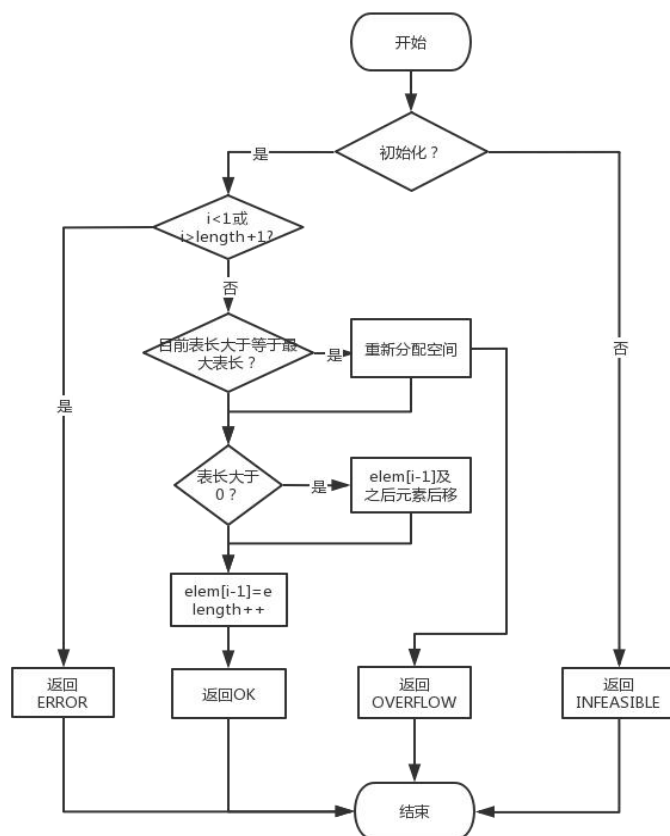 开始
初始化？
是
i<1或
i>length+1?
否
目前表长大于等于最
大表长？
是
重新分配空间
否
是
表长大于
0？
是
elem[i-1]及
之后元素后移
elem[i-1]=e
length++
返回
ERROR
返回OK
返回
OVERFLOW
返回
INFEASIBLE
结束